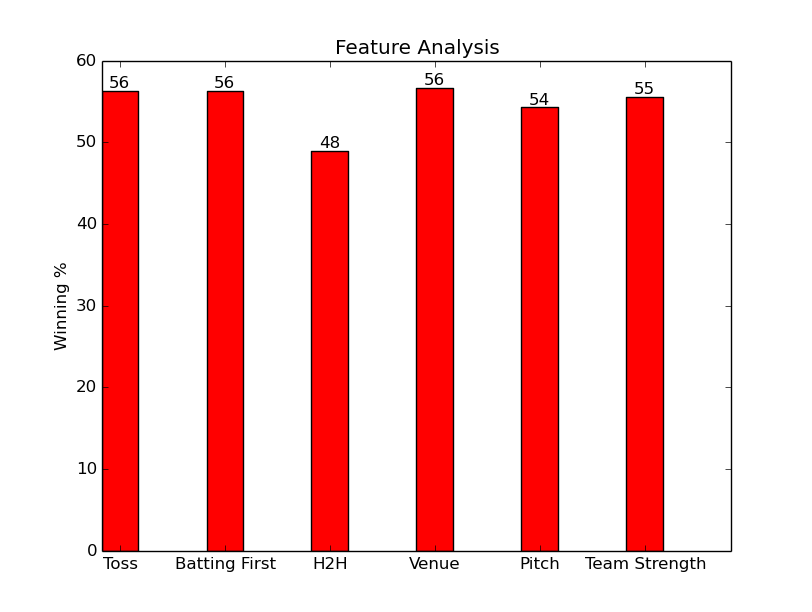 Feature Analysis
60
50
40
30
20
10
0
Winning %
56
56
48
56
54
55
Toss
Batting First
H2H
Venue
Pitch
Team Strength